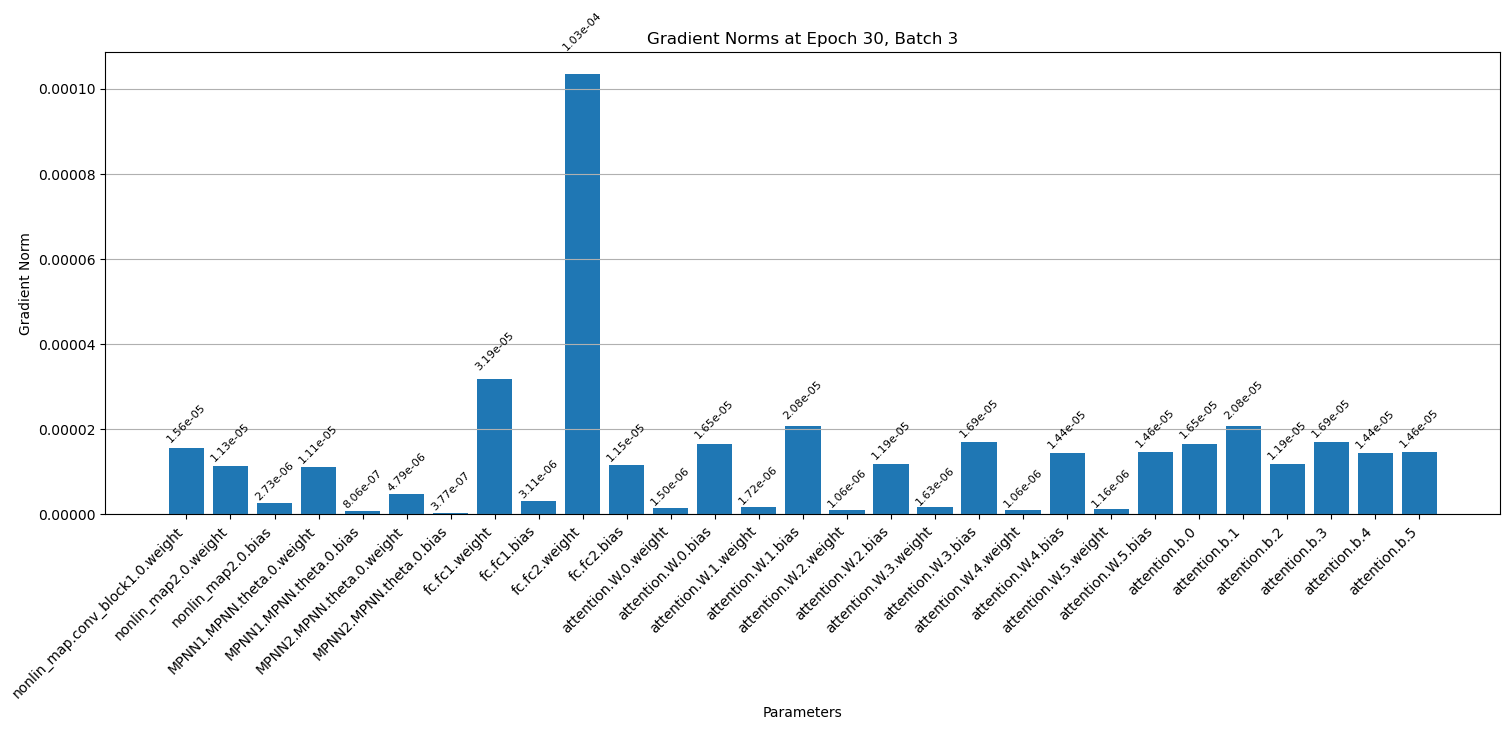 Gradient Norms at Epoch 30, Batch 3
Gradient Norm
0.00010
0.00008
0.00006
0.00004
0.00002
0.00000
1.56e-05
1.13e-05
2.73e-06
1.11e-05
8.06e-07
4.79e-06
3.77e-07
3.19e-05
3.11e-06
1.03e-04
1.15e-05
1.50e-06
1.65e-05
1.72e-06
2.08e-05
1.06e-06
1.19e-05
1.63e-06
1.69e-05
1.06e-06
1.44e-05
1.16e-06
1.46e-05
1.65e-05
2.08e-05
1.19e-05
1.69e-05
1.44e-05
1.46e-05
nonlin_map.conv_block1.0.weight
nonlin_map2.0.weight
nonlin_map2.0.bias
MPNN1.MPNN.theta.0.weight
MPNN1.MPNN.theta.0.bias
MPNN2.MPNN.theta.0.weight
MPNN2.MPNN.theta.0.bias
fc.fc1.weight
fc.fc1.bias
fc.fc2.weight
fc.fc2.bias
attention.W.0.weight
attention.W.0.bias
attention.W.1.weight
attention.W.1.bias
attention.W.2.weight
attention.W.2.bias
attention.W.3.weight
attention.W.3.bias
attention.W.4.weight
attention.W.4.bias
attention.W.5.weight
attention.W.5.bias
attention.b.0
attention.b.1
attention.b.2
attention.b.3
attention.b.4
attention.b.5
Parameters